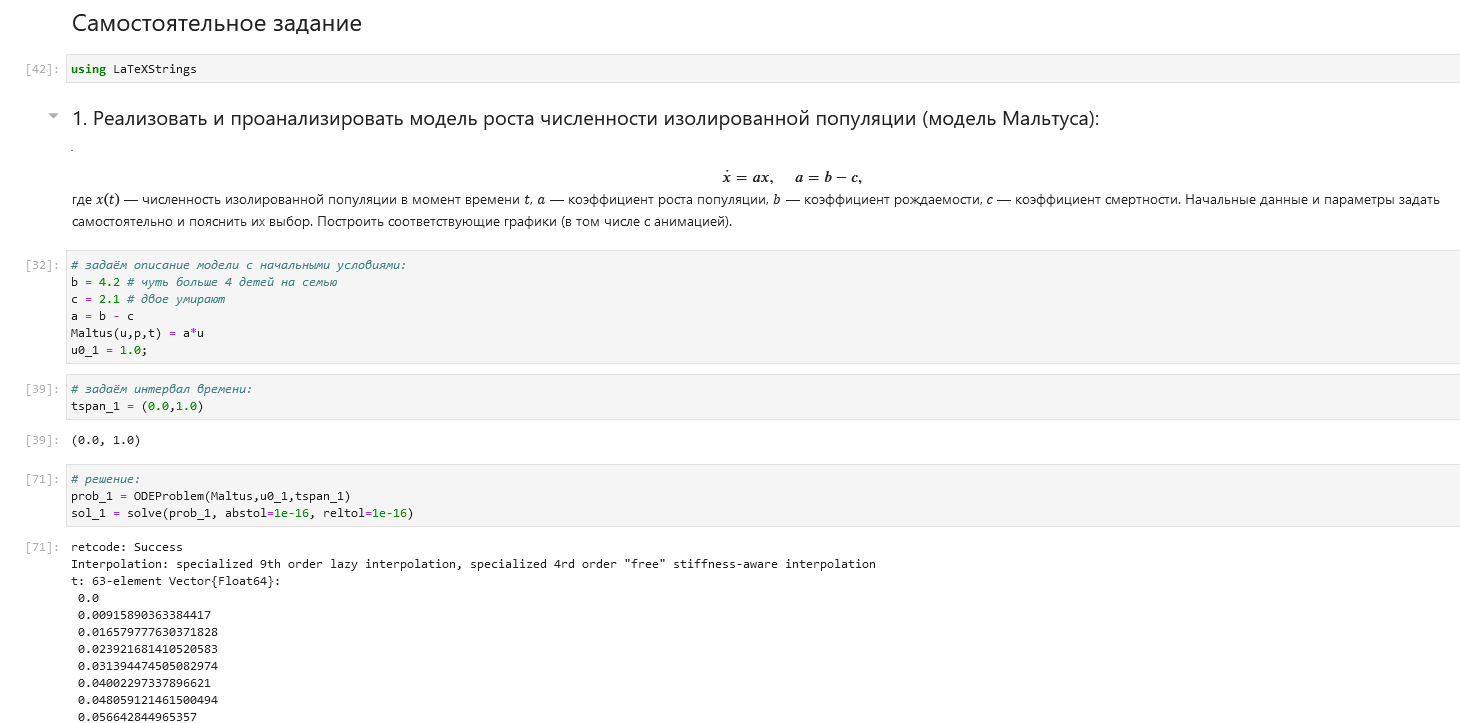 Самостоятельное задание
[42]: using LaTeXStrings
1. Реализовать и проанализировать модель роста численности изолированной популяции (модель Мальтуса):
.
ẋ = ax, a = b − c,
где x(t) — численность изолированной популяции в момент времени t, a — коэффициент роста популяции, b — коэффициент рождаемости, c — коэффициент смертности. Начальные данные и параметры задать
самостоятельно и пояснить их выбор. Построить соответствующие графики (в том числе с анимацией).
[32]: # задаём описание модели с начальными условиями:
b = 4.2 # чуть больше 4 детей на семью
c = 2.1 # двое умирают
a = b - c
Maltus(u,p,t) = a*u
u0_1 = 1.0;
[39]: # задаём интервал времени:
tspan_1 = (0.0,1.0)
[39]: (0.0, 1.0)
[71]: # решение:
prob_1 = ODEProblem(Maltus,u0_1,tspan_1)
sol_1 = solve(prob_1, abstol=1e-16, reltol=1e-16)
[71]: retcode: Success
Interpolation: specialized 9th order lazy interpolation, specialized 4rd order "free" stiffness-aware interpolation
t: 63-element Vector{Float64}:
0.0
0.00915890363384417
0.016579777630371828
0.023921681410520583
0.031394474505082974
0.04002297337896621
0.048059121461500494
0.056642844965357